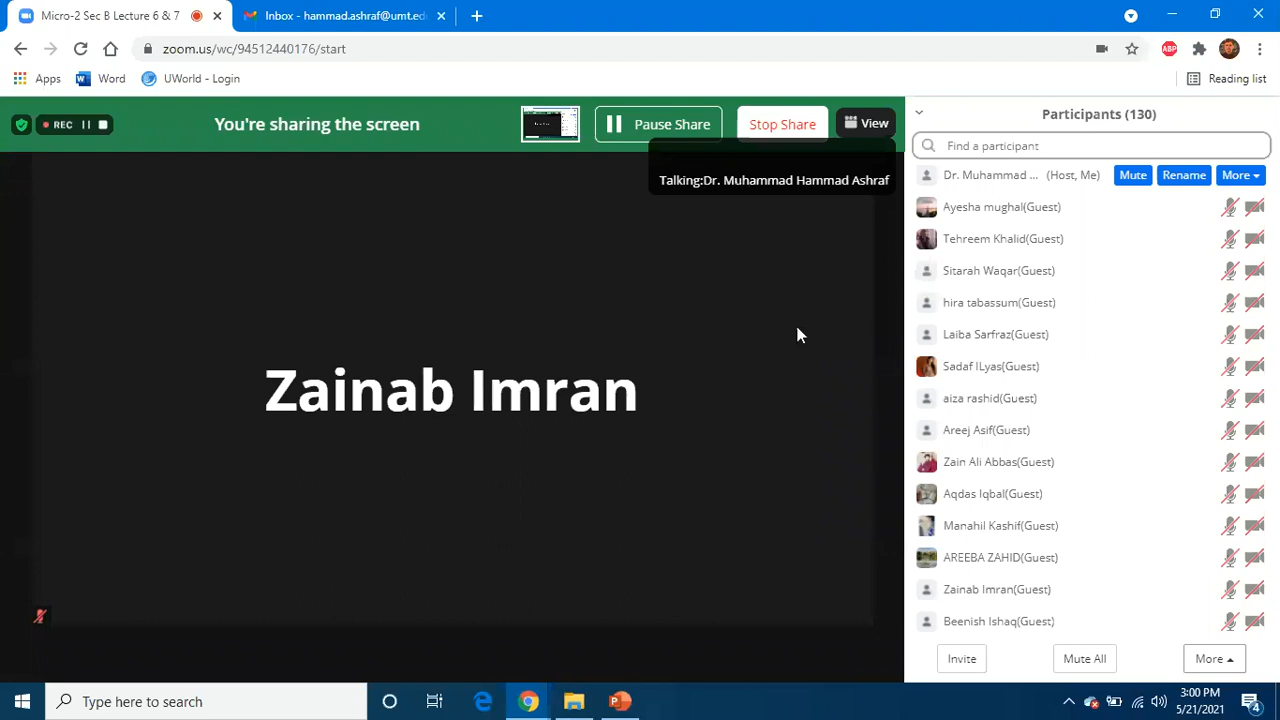 Micro-2 Sec B Lecture 6 & 7
Inbox - hammad.ashraf@umt.ed
zoom.us/wc/94512440176/start
ABP
Apps
Word
UWorld - Login
Reading list
REC
You're sharing the screen
Pause Share
Stop Share
View
Talking:Dr. Muhammad Hammad Ashraf
Zainab Imran
Participants (130)
Find a participant
Dr. Muhammad ... (Host, Me) Mute Rename More
Ayesha mughal(Guest)
Tehreem Khalid(Guest)
Sitarah Waqar(Guest)
hira tabassum(Guest)
Laiba Sarfraz(Guest)
Sadaf ILyas(Guest)
aiza rashid(Guest)
Areej Asif(Guest)
Zain Ali Abbas(Guest)
Aqdas Iqbal(Guest)
Manahil Kashif(Guest)
AREEBA ZAHID(Guest)
Zainab Imran(Guest)
Beenish Ishaq(Guest)
Invite
Mute All
More
Type here to search
3:00 PM
5/21/2021
4